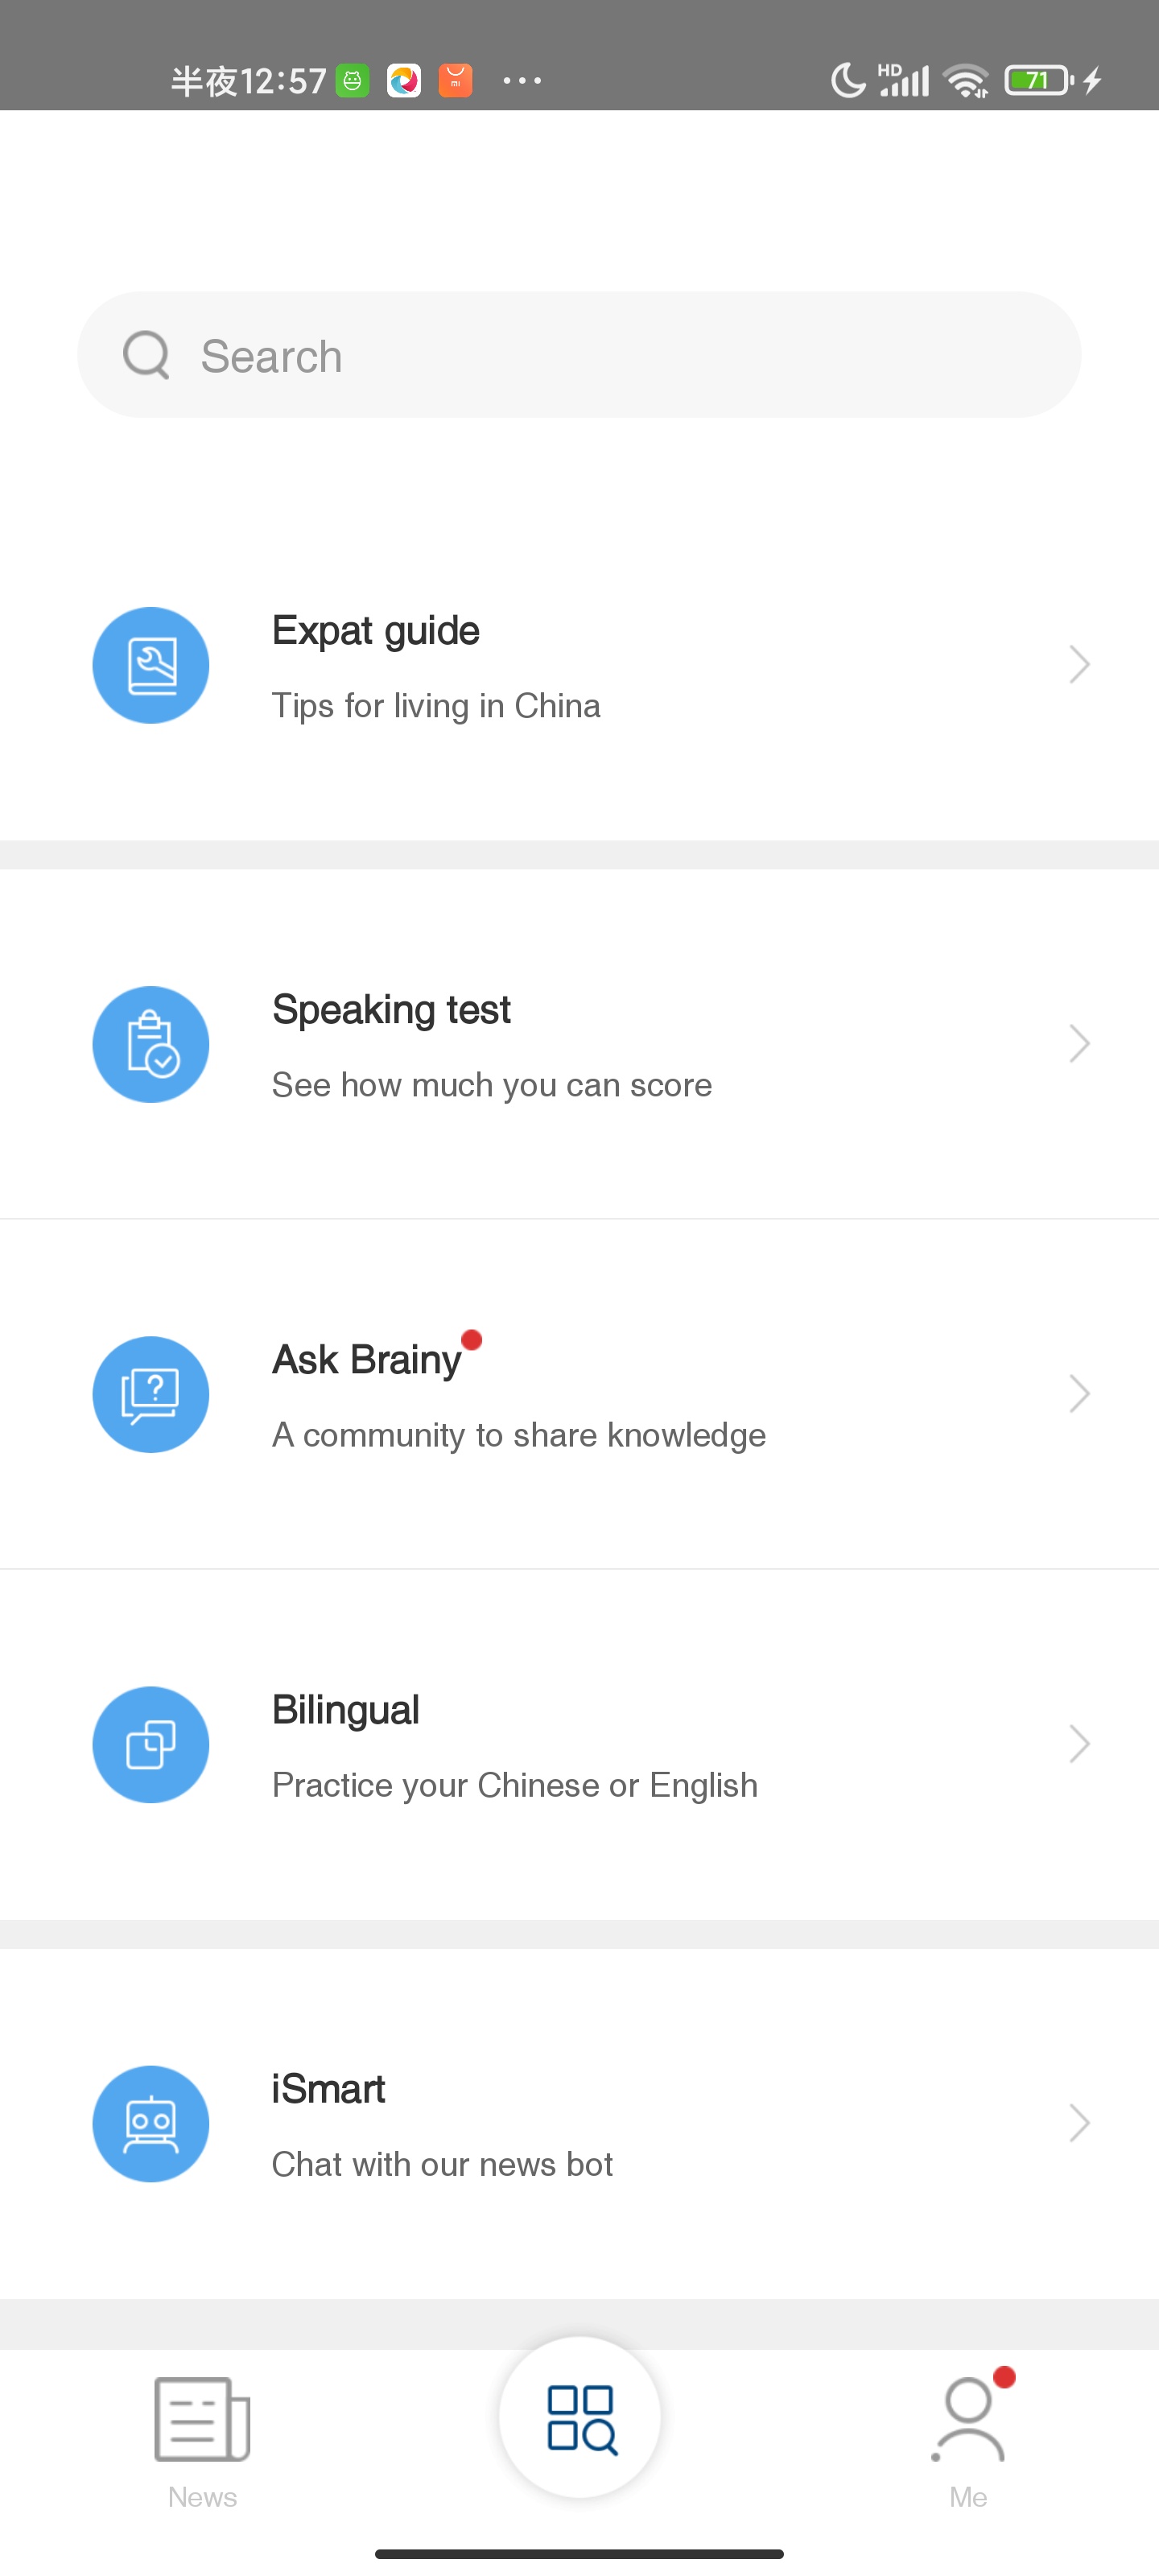 半夜12:57
HD
71
Search
Expat guide
Tips for living in China
Speaking test
See how much you can score
Ask Brainy
A community to share knowledge
Bilingual
Practice your Chinese or English
iSmart
Chat with our news bot
News
Me